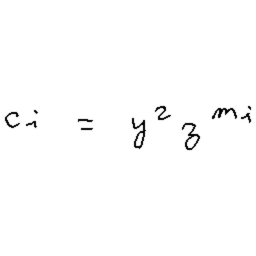 c_i = y^2 z^{m_i}